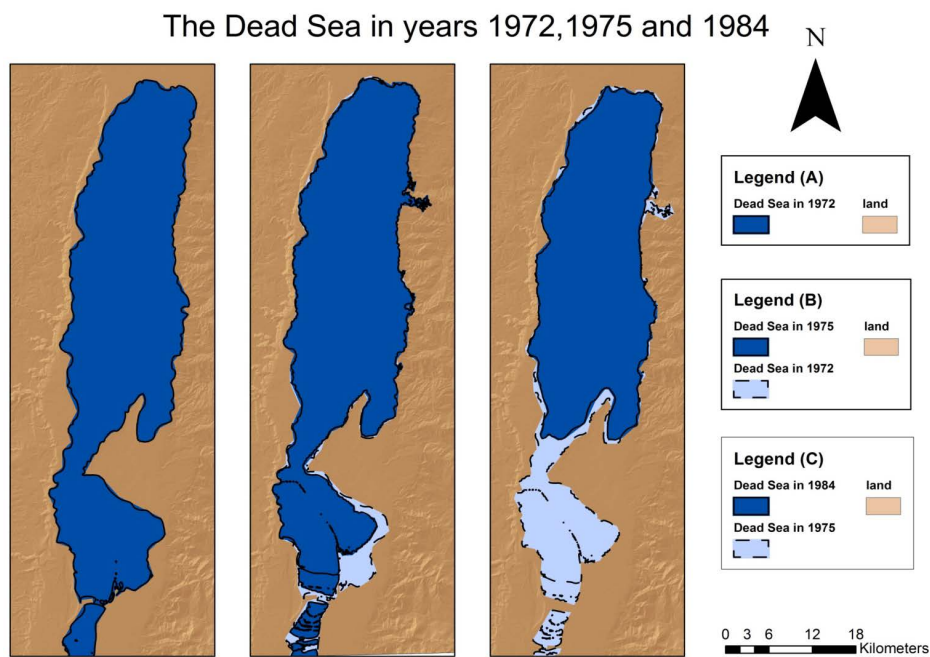 The Dead Sea in years 1972,1975 and 1984
N
Legend (A)
Dead Sea in 1972 land
Legend (B)
Dead Sea in 1975 land
Dead Sea in 1972
Legend (C)
Dead Sea in 1984 land
Dead Sea in 1975
0 3 6 12 18
Kilometers